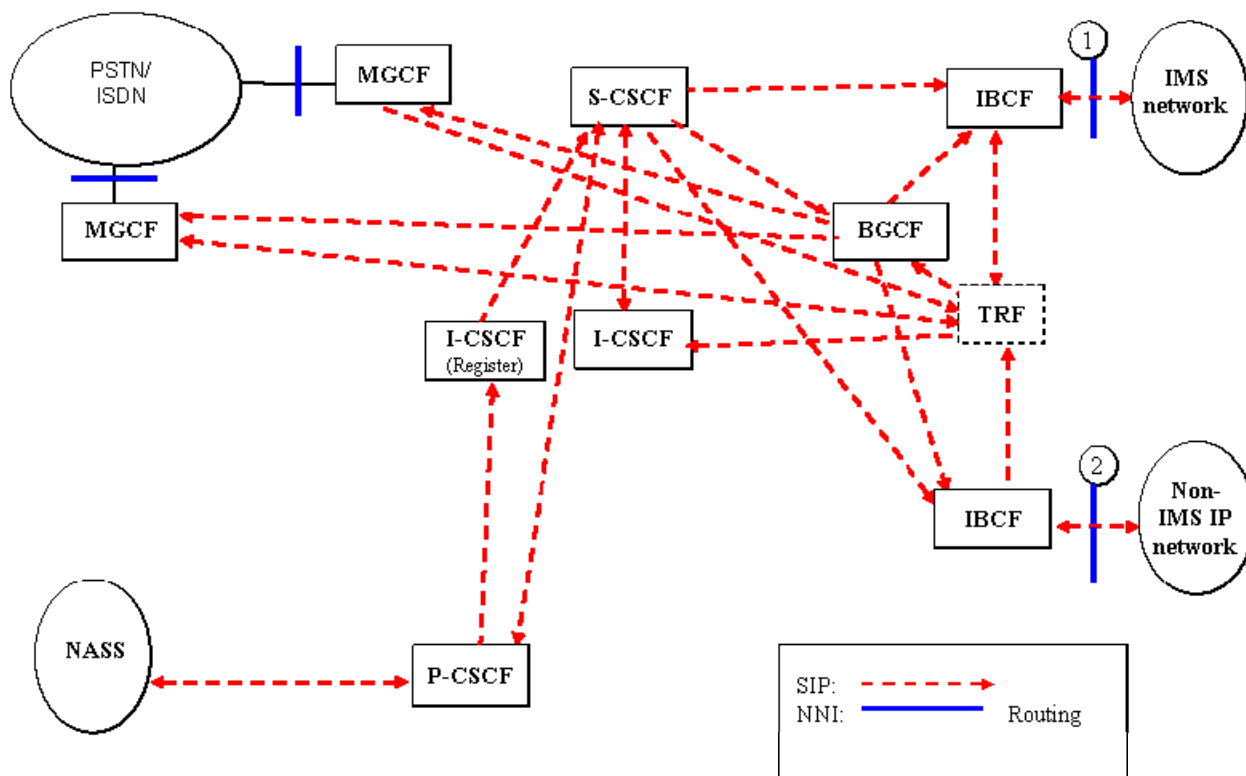 PSTN/
ISDN
MGCF
S-CSCF
IBCF
1
IMS
network
MGCF
BGCF
TRF
I-CSCF
(Register)
I-CSCF
2
IBCF
Non-
IMS IP
network
NASS
P-CSCF
SIP:
NNI: Routing